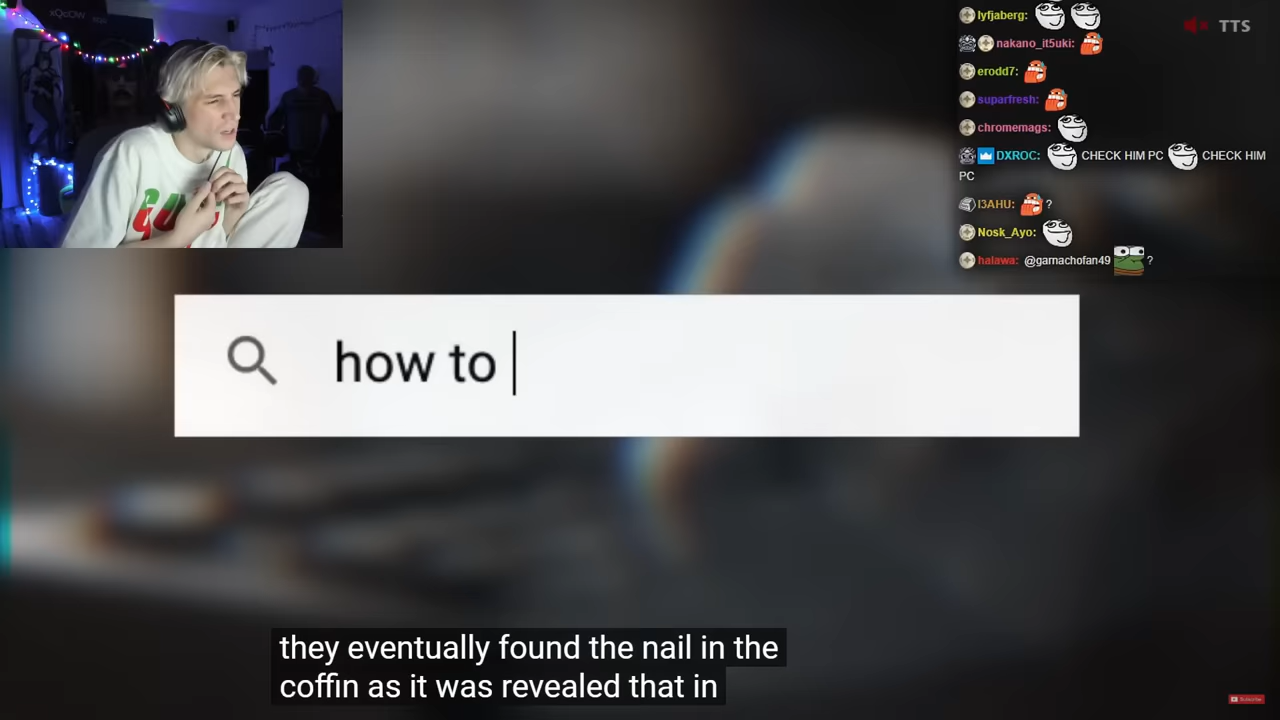 lyfjaberg:
TTS
nakano_it5uki:
erodd7:
suparfresh:
chromemags:
DXROC: CHECK HIM PC CHECK HIM
PC
I3AHU: ?
Nosk_Ayo:
halawa: @garnachofan49 ?
how to
they eventually found the nail in the
coffin as it was revealed that in
Subscribe